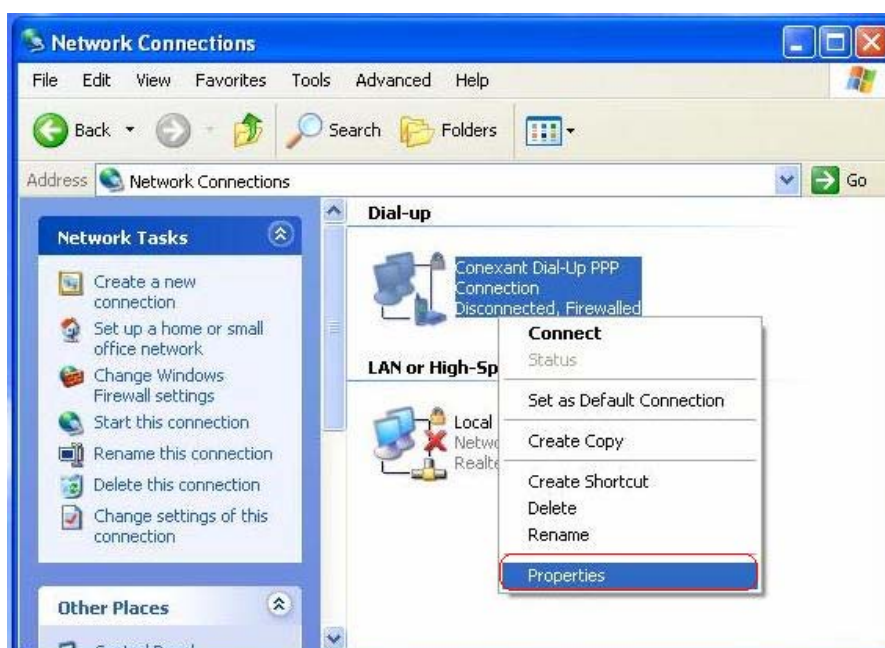 Network Connections
File Edit View Favorites Tools Advanced Help
Back Search Folders
Address Network Connections Go
Network Tasks
Create a new
connection
Set up a home or small
office network
Change Windows
Firewall settings
Start this connection
Rename this connection
Delete this connection
Change settings of this
connection
Other Places
Dial-up
Conexant Dial-Up PPP
Connection
Disconnected, Firewalled
LAN or High-Sp
Local
Netwo
Realte
Connect
Status
Set as Default Connection
Create Copy
Create Shortcut
Delete
Rename
Properties